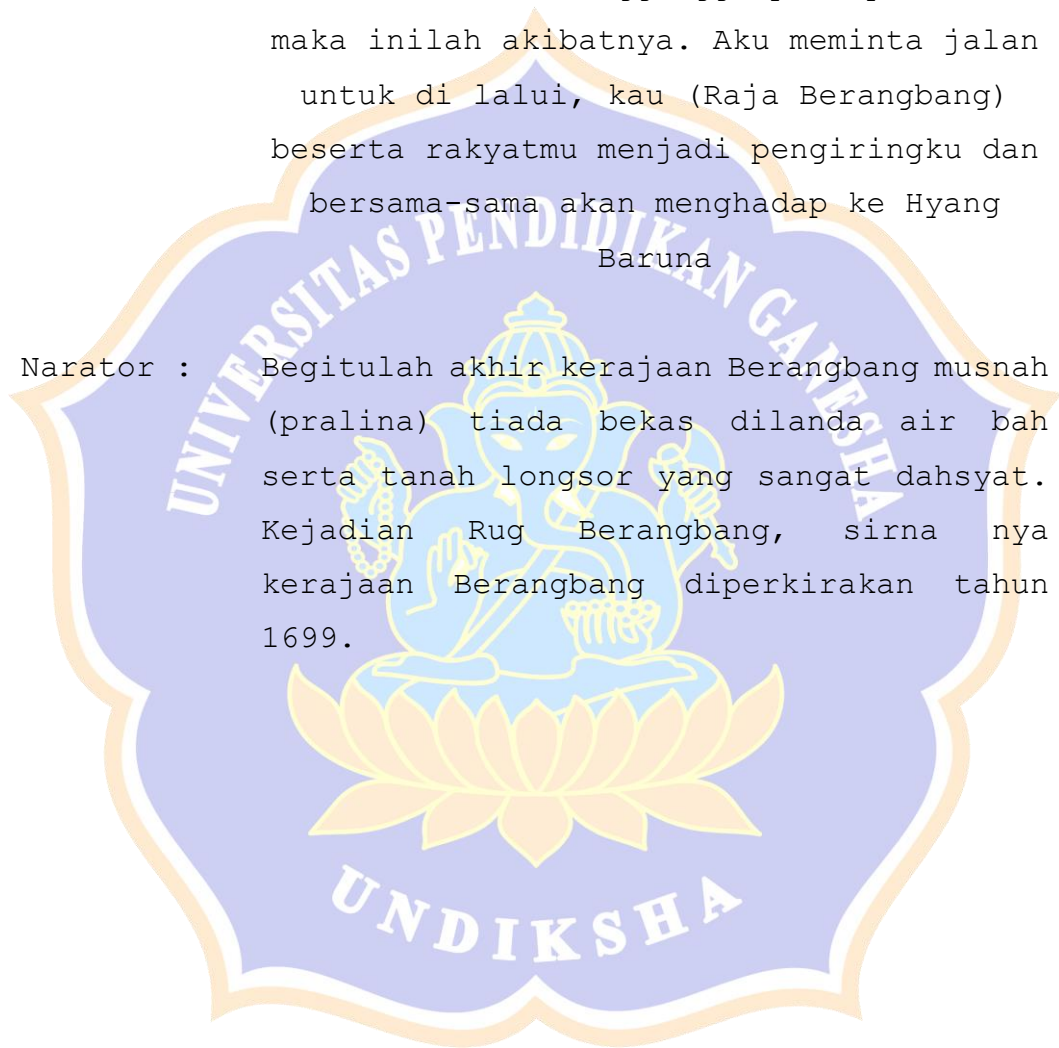 maka inilah akibatnya. Aku meminta jalan
untuk di lalui, kau (Raja Berangbang)
beserta rakyatmu menjadi pengiringku dan
bersama-sama akan menghadap ke Hyang
Baruna
UNIVERSITAS PENDIDIKAN GANESHA
Narator : Begitulah akhir kerajaan Berangbang musnah
(pralina) tiada bekas dilanda air bah
serta tanah longsor yang sangat dahsyat.
Kejadian Rug Berangbang, sirna nya
kerajaan Berangbang diperkirakan tahun
1699.
UNDIKSHA